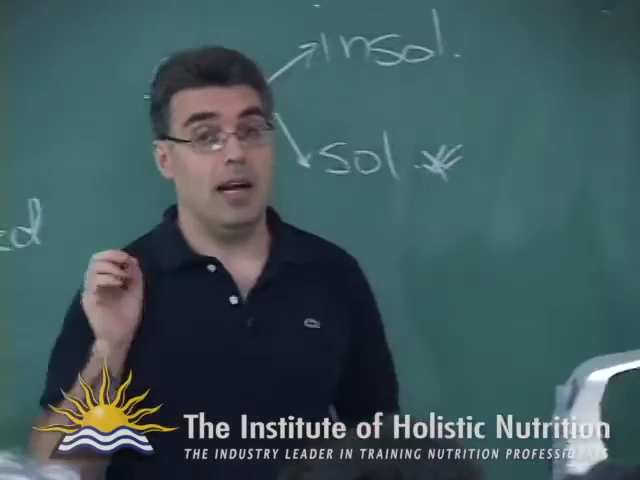 insol.
sol *
The Institute of Holistic Nutrition
THE INDUSTRY LEADER IN TRAINING NUTRITION PROFESSIONALS